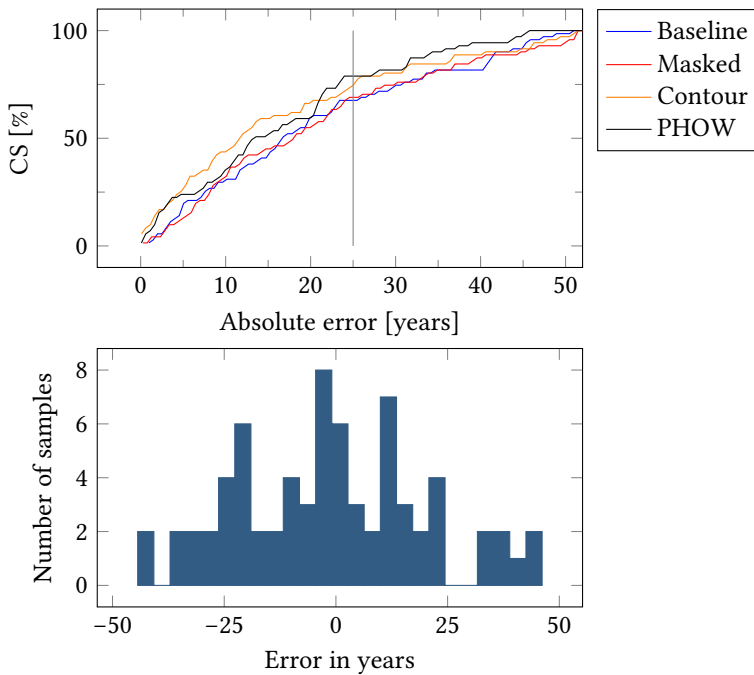 100
50
0
CS [%]
0 10 20 30 40 50
Absolute error [years]
Baseline
Masked
Contour
PHOW
8
6
4
2
0
Number of samples
−50 −25 0 25 50
Error in years